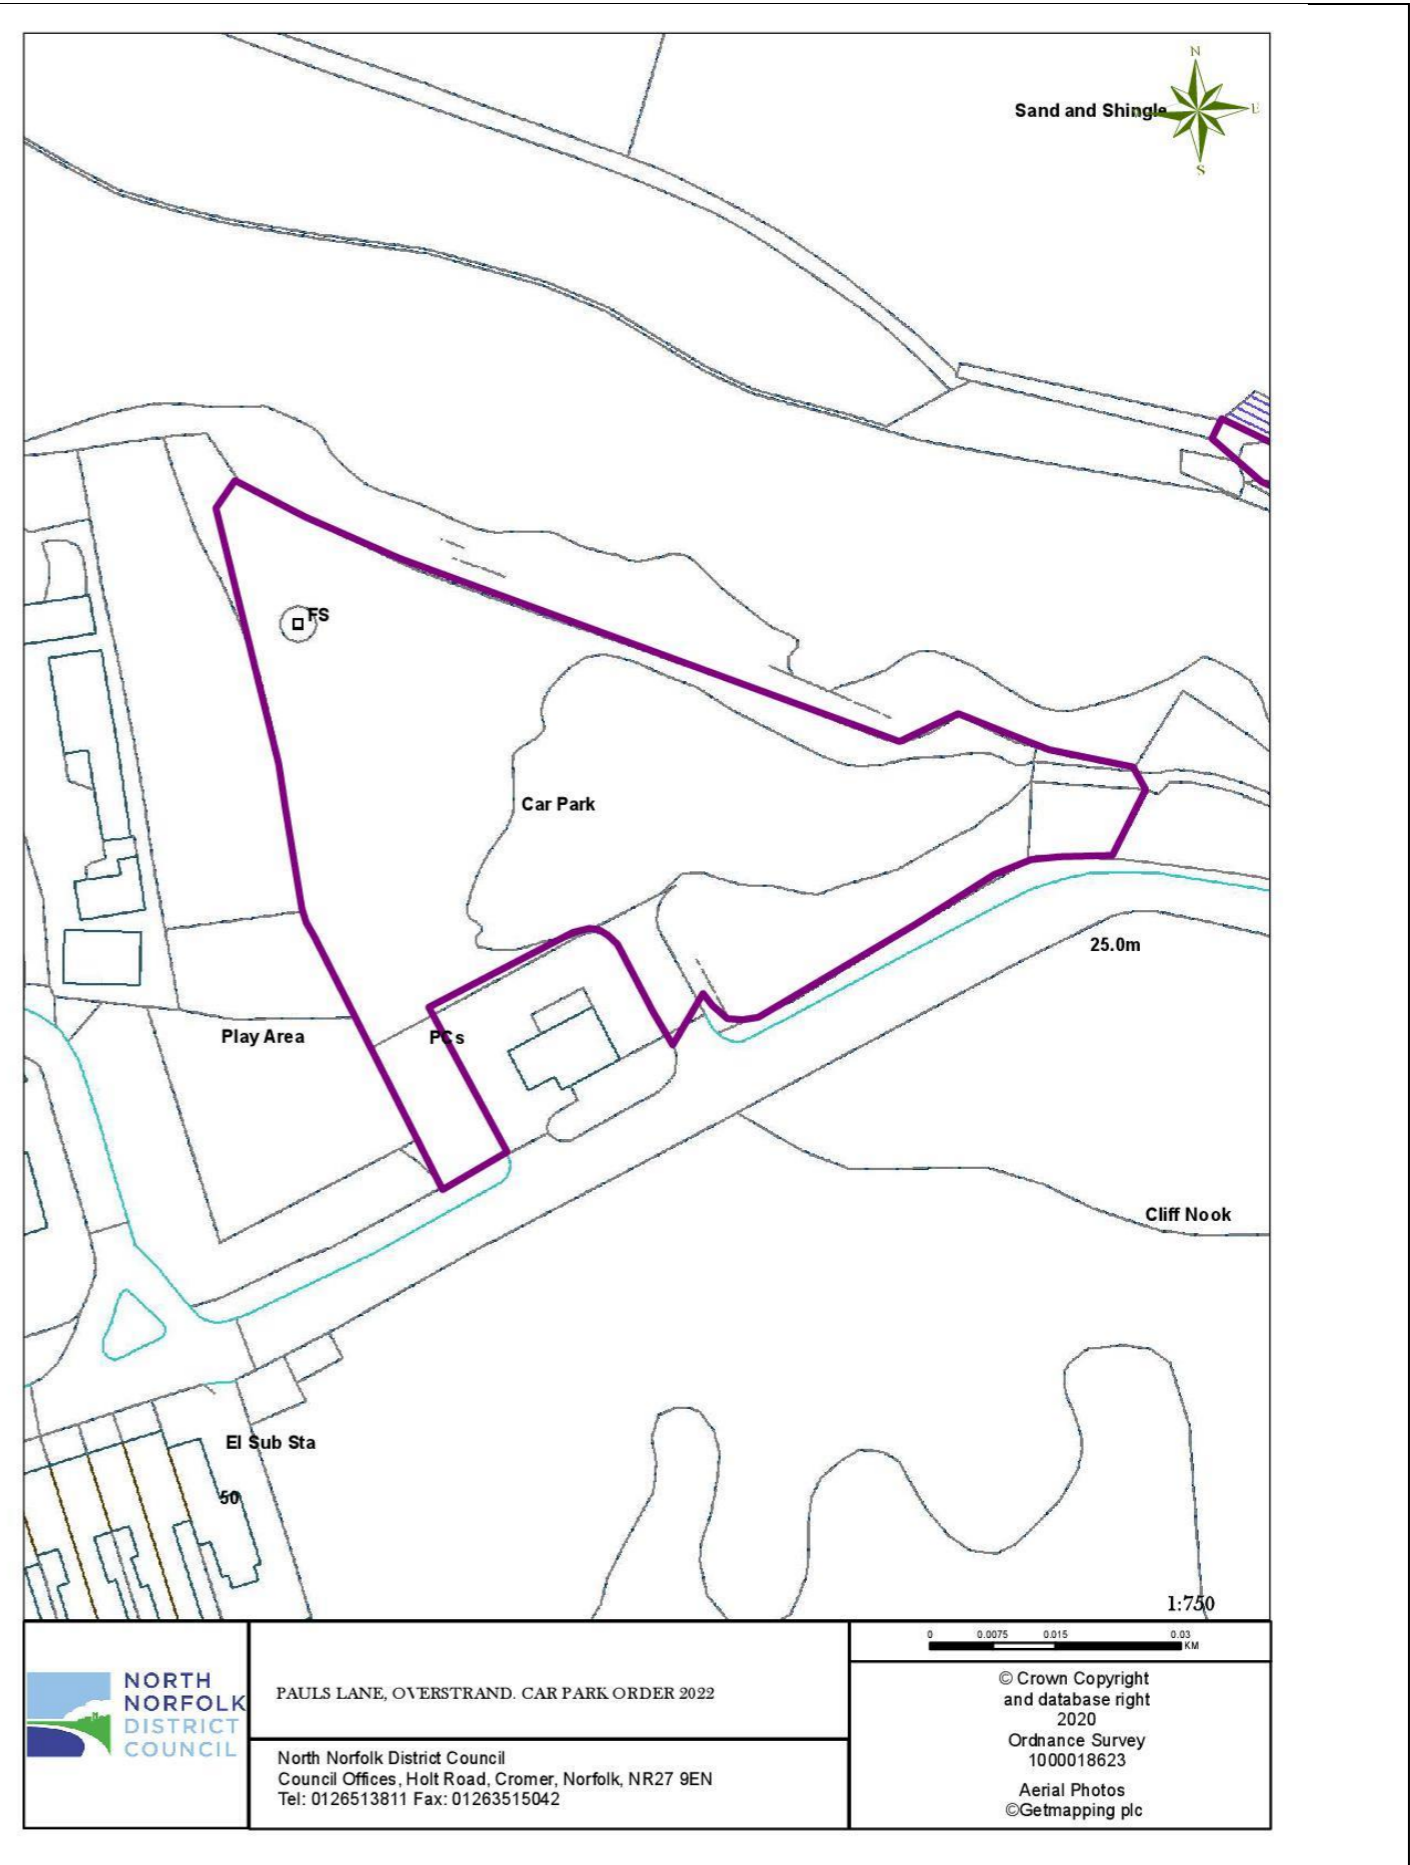 N
Sand and Shingle
E
S
FS
Car Park
25.0m
Play Area
PCs
Cliff Nook
El Sub Sta
50
1:750
0 0.0075 0.015 0.03
KM
NORTH
NORFOLK
DISTRICT
COUNCIL
PAULS LANE, OVERSTRAND. CAR PARK ORDER 2022
North Norfolk District Council
Council Offices, Holt Road, Cromer, Norfolk, NR27 9EN
Tel: 0126513811 Fax: 01263515042
© Crown Copyright
and database right
2020
Ordnance Survey
1000018623
Aerial Photos
©Getmapping plc